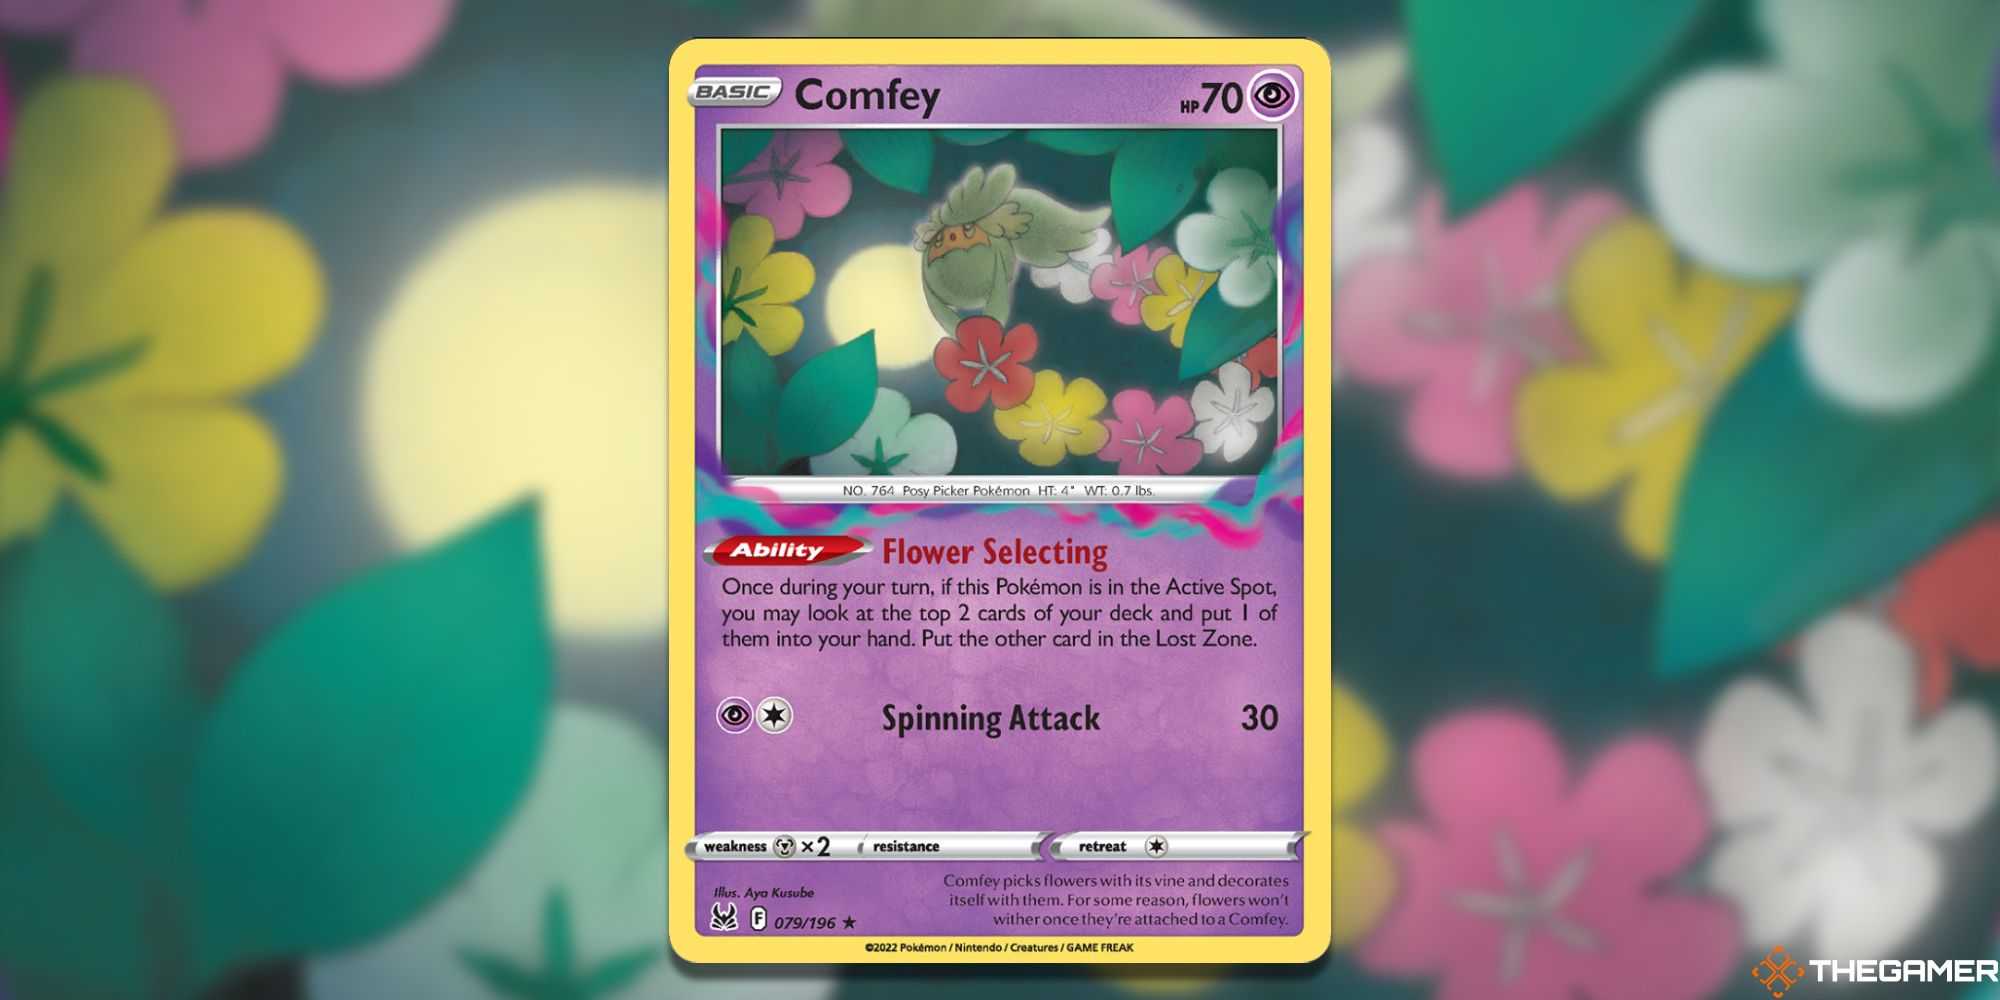 BASIC Comfey HP 70
NO. 764 Posy Picker Pokémon HT: 4" WT: 0.7 lbs.
Ability Flower Selecting
Once during your turn, if this Pokémon is in the Active Spot,
you may look at the top 2 cards of your deck and put 1 of
them into your hand. Put the other card in the Lost Zone.
Spinning Attack 30
weakness ×2 resistance retreat
Illus. Aya Kusube
Comfey picks flowers with its vine and decorates
itself with them. For some reason, flowers won't
wither once they're attached to a Comfey.
F 079/196 ★
©2022 Pokémon / Nintendo / Creatures / GAME FREAK
THEGAMER